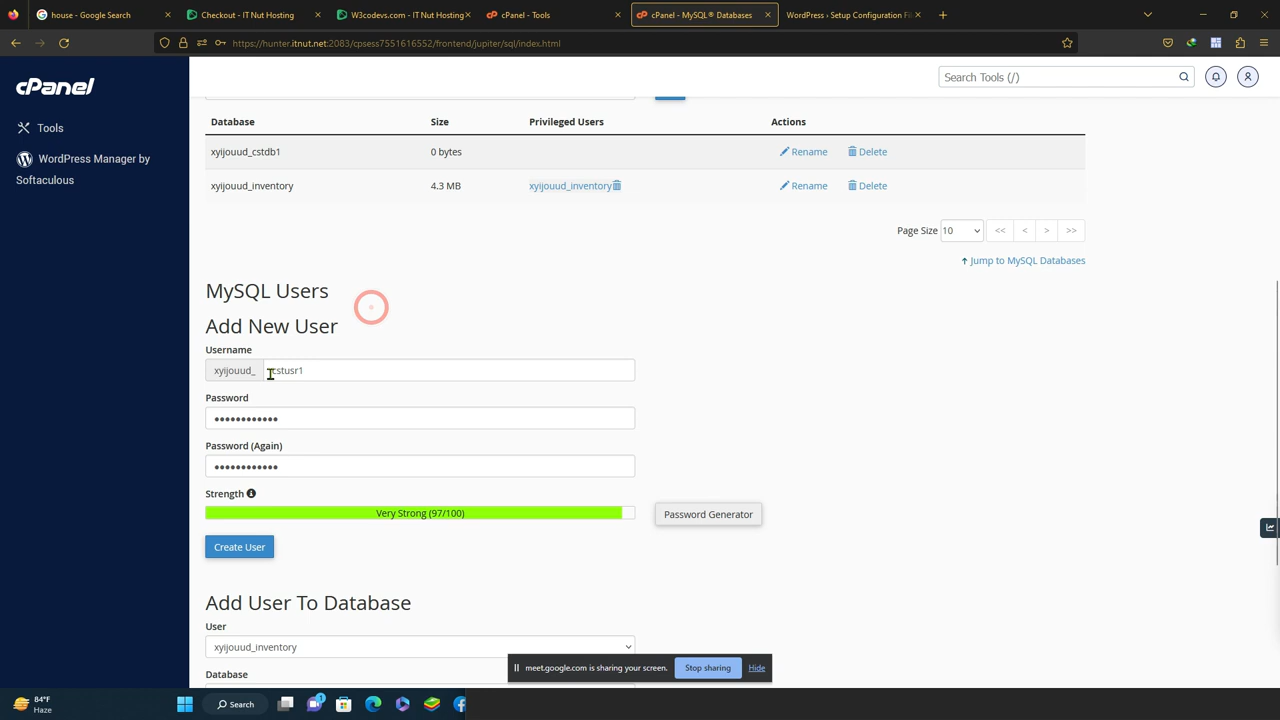 house - Google Search
Checkout - IT Nut Hosting
W3codevs.com - IT Nut Hosting
cPanel - Tools
cPanel - MySQL® Databases
WordPress › Setup Configuration Fil
https://hunter.itnut.net:2083/cpsess7551616552/frontend/jupiter/sql/index.html
cPanel
Search Tools (/)
Tools
WordPress Manager by
Softaculous
Database Size Privileged Users Actions
xyijouud_cstdb1 0 bytes Rename Delete
xyijouud_inventory 4.3 MB xyijouud_inventory Rename Delete
Page Size 10 << < > >>
Jump to MySQL Databases
MySQL Users
Add New User
Username
xyijouud_ cstusr1
Password
Password (Again)
Strength
Very Strong (97/100)
Password Generator
Create User
Add User To Database
User
xyijouud_inventory
meet.google.com is sharing your screen. Stop sharing Hide
Database
84°F
Haze
Search
1